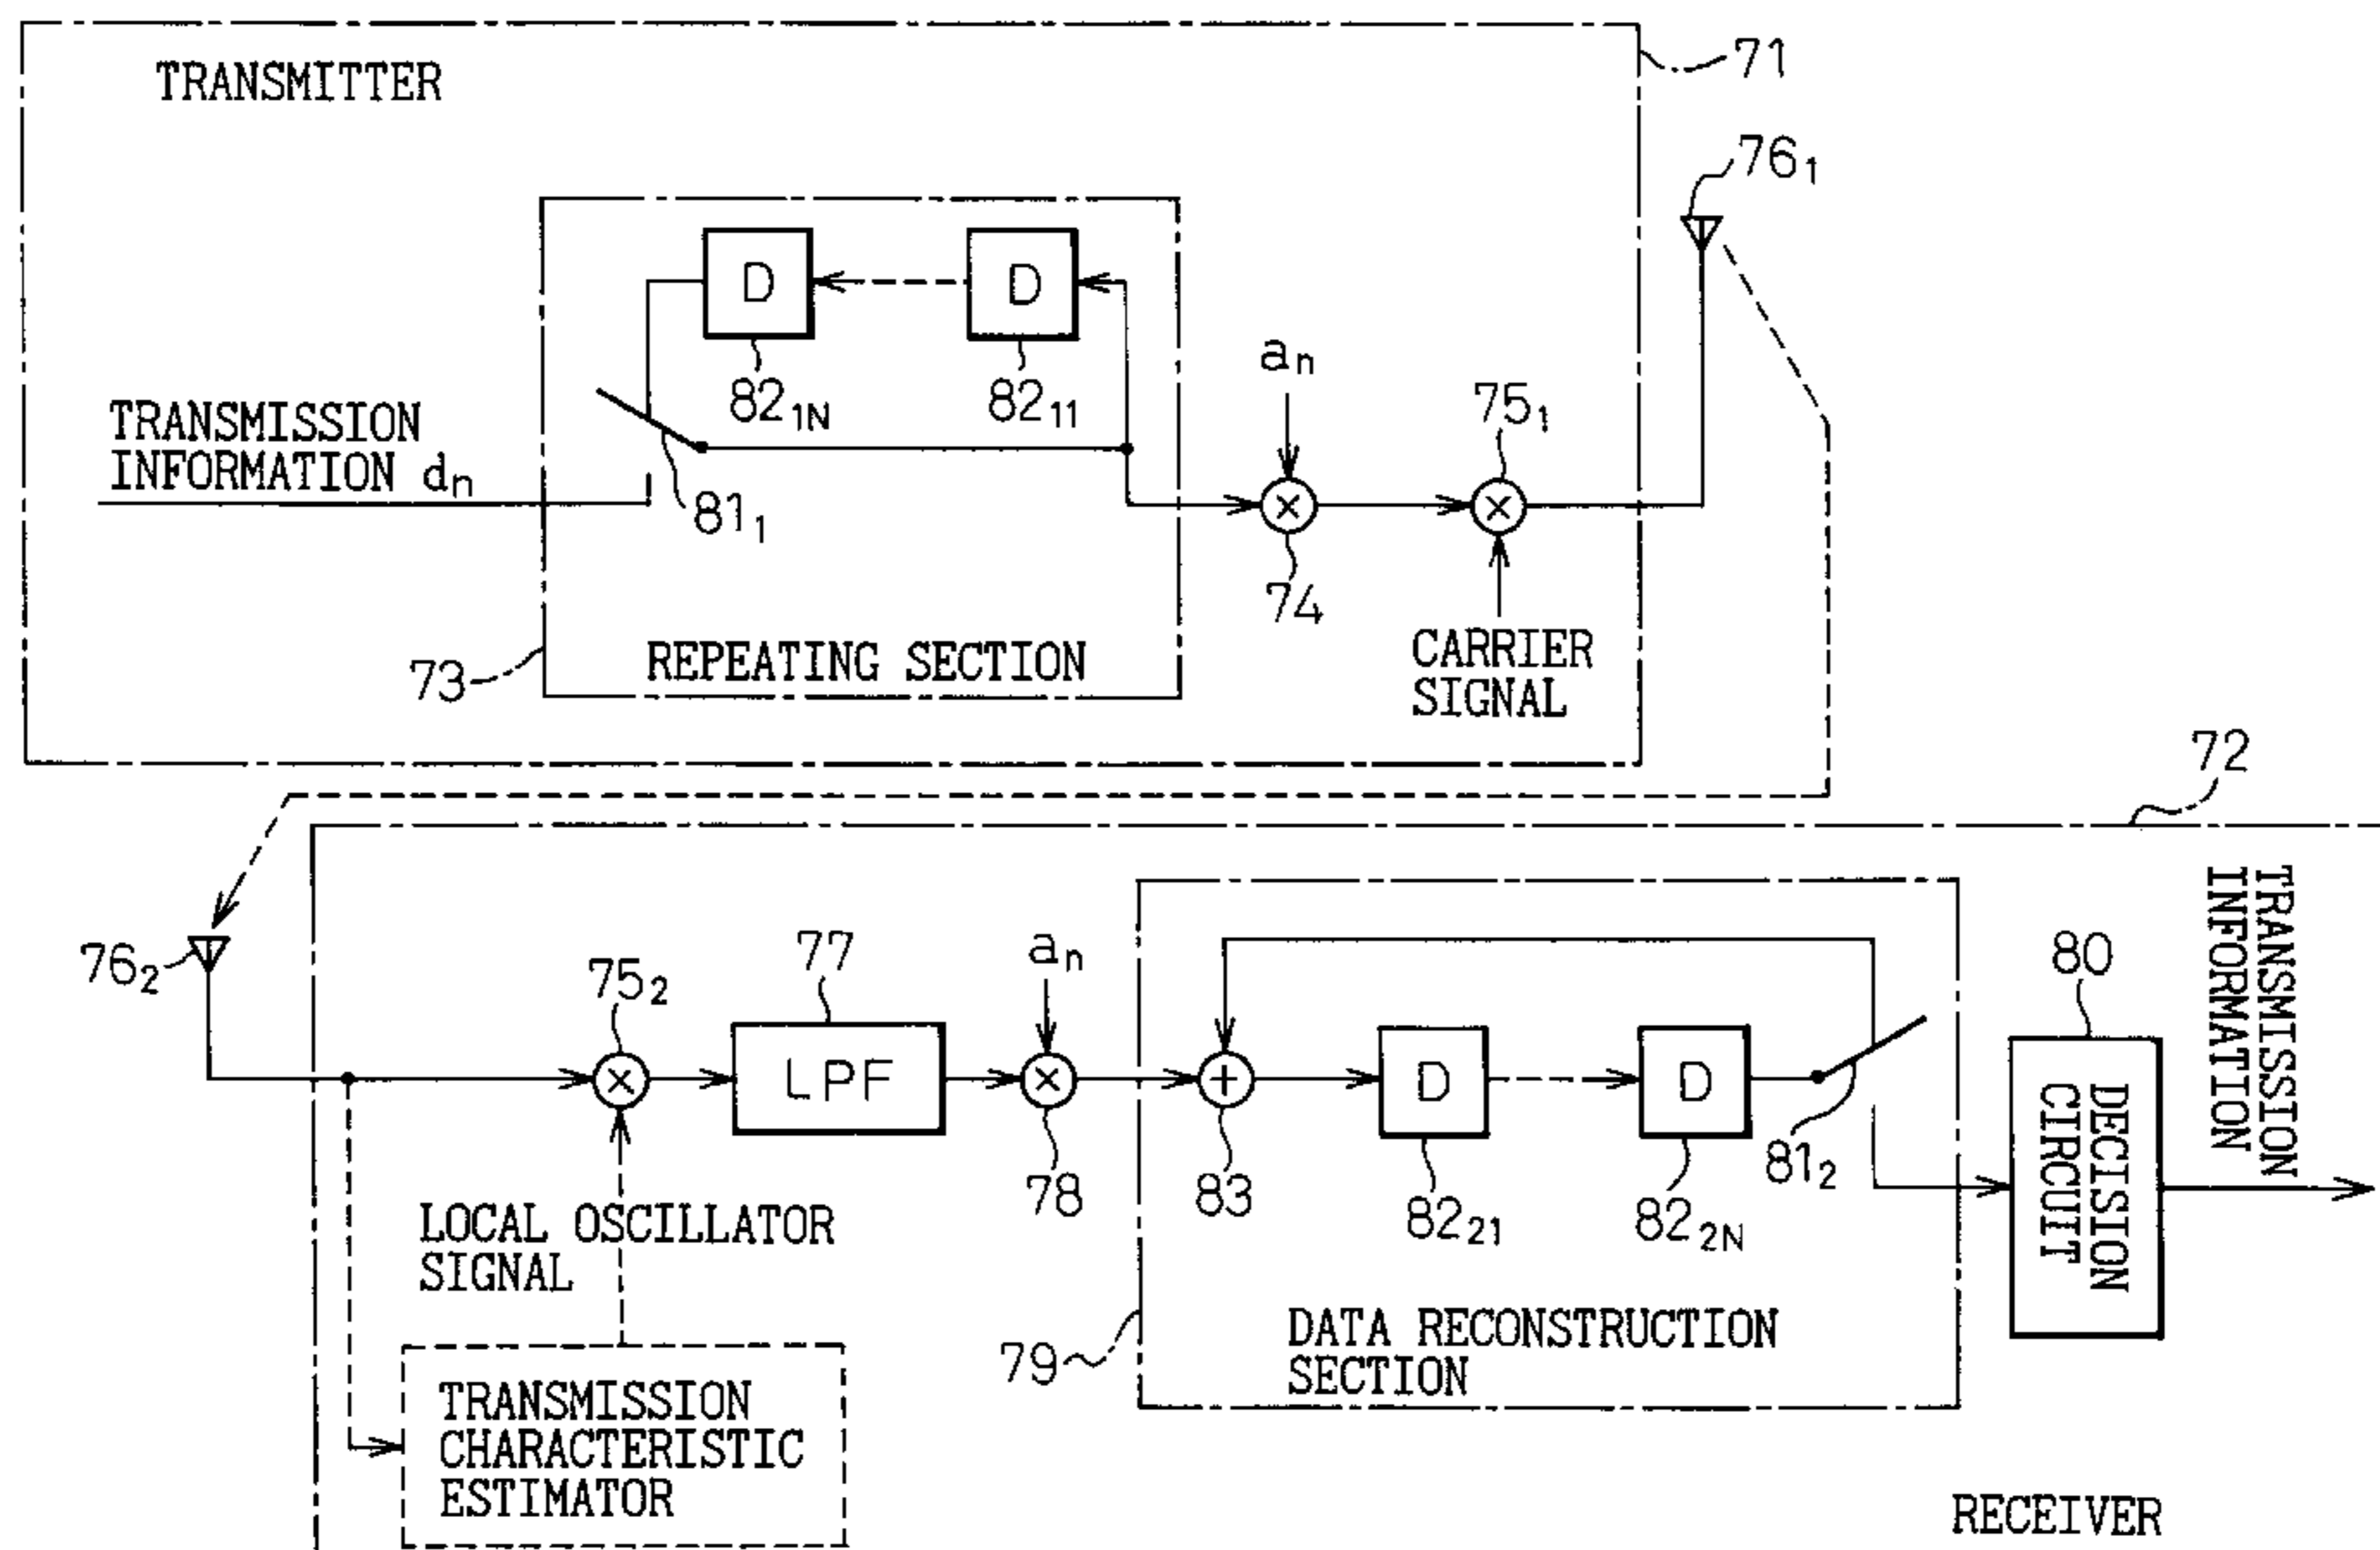 TRANSMITTER
71
76₁
D
D
82₁N
82₁₁
aₙ
75₁
TRANSMISSION
INFORMATION dₙ
81₁
×
×
74
73
REPEATING SECTION
CARRIER
SIGNAL
72
76₂
75₂
77
aₙ
80
TRANSMISSION
INFORMATION
×
LPF
×
+
D
D
DECISION
CIRCUIT
78
83
82₂₁
82₂N
81₂
LOCAL OSCILLATOR
SIGNAL
79
DATA RECONSTRUCTION
SECTION
TRANSMISSION
CHARACTERISTIC
ESTIMATOR
RECEIVER